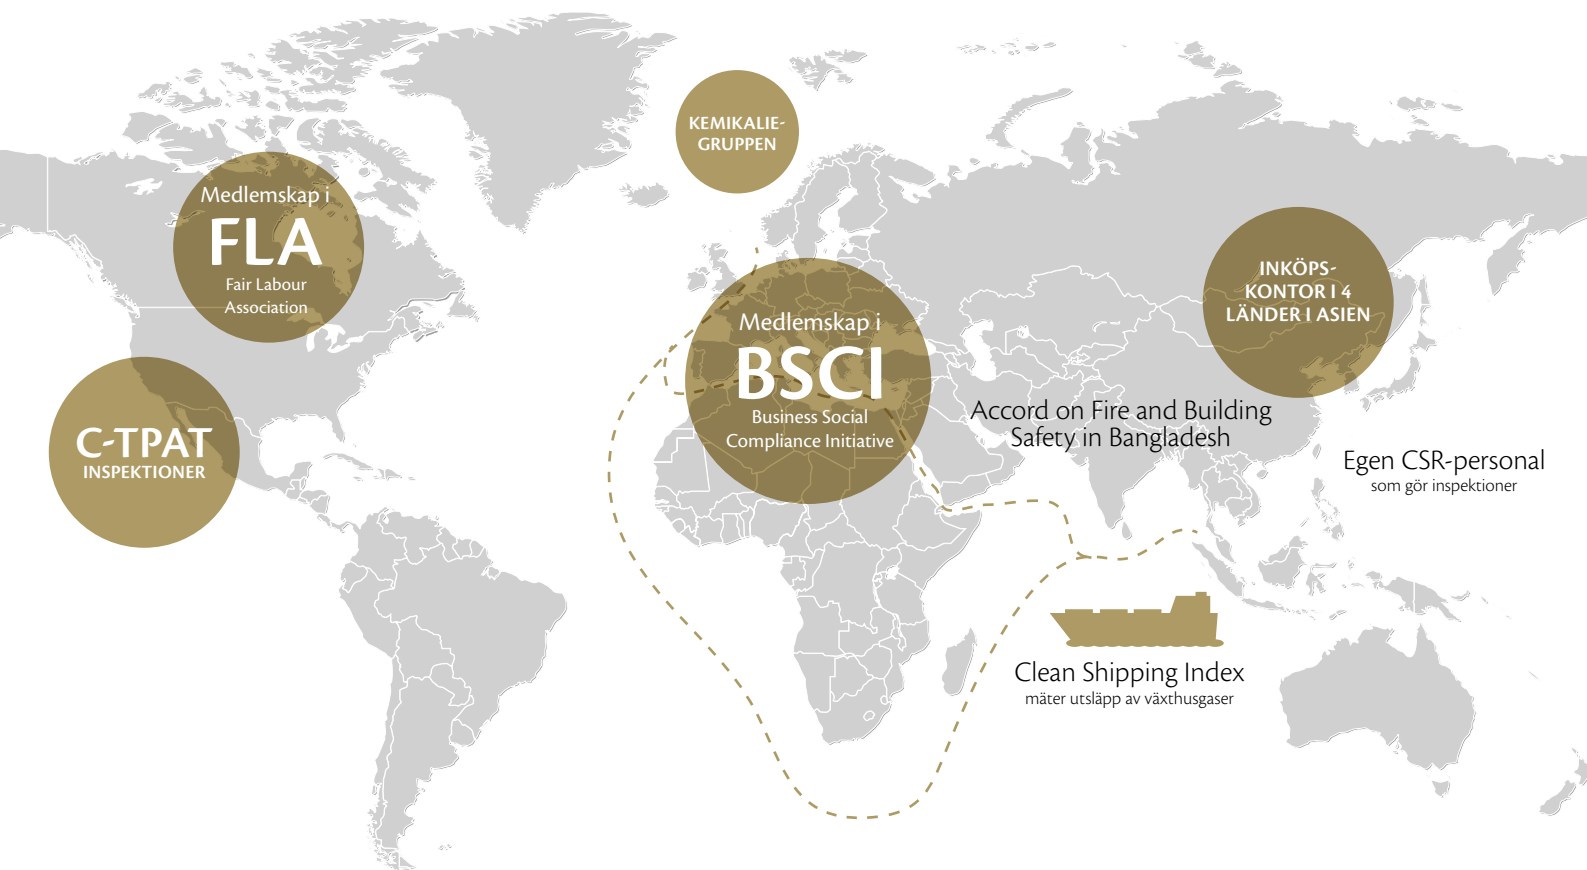 KEMIKALIE-
GRUPPEN
Medlemskap i
FLA
Fair Labour
Association
C-TPAT
INSPEKTIONER
Medlemskap i
BSCI
Business Social
Compliance Initiative
INKÖPS-
KONTOR I 4
LÄNDER I ASIEN
Accord on Fire and Building
Safety in Bangladesh
Egen CSR-personal
som gör inspektioner
Clean Shipping Index
mäter utsläpp av växthusgaser